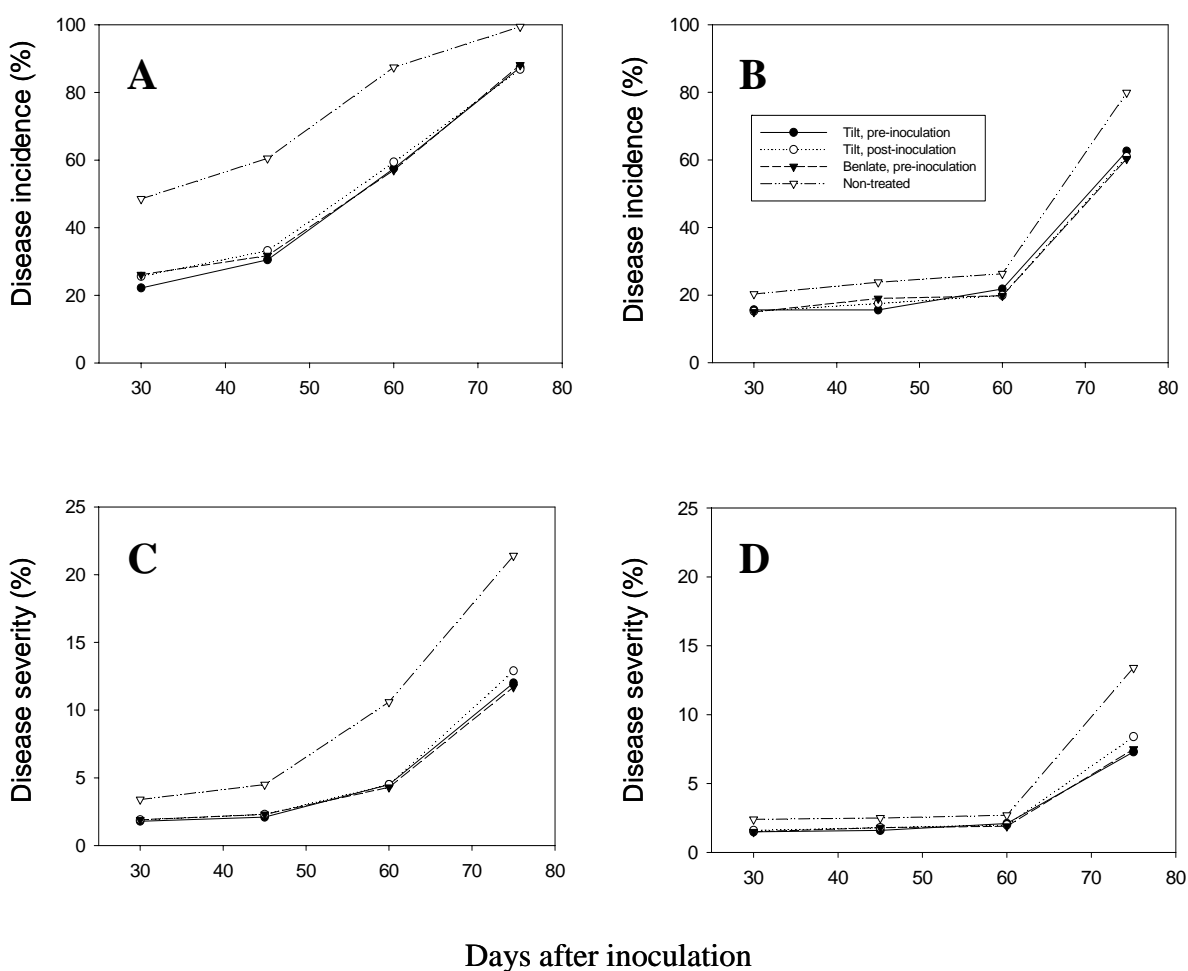 A
Disease incidence (%)
100
80
60
40
20
0
30 40 50 60 70 80
B
Disease incidence (%)
100
80
60
40
20
0
Tilt, pre-inoculation
Tilt, post-inoculation
Benlate, pre-inoculation
Non-treated
30 40 50 60 70 80
C
Disease severity (%)
25
20
15
10
5
0
30 40 50 60 70 80
D
Disease severity (%)
25
20
15
10
5
0
30 40 50 60 70 80
Days after inoculation